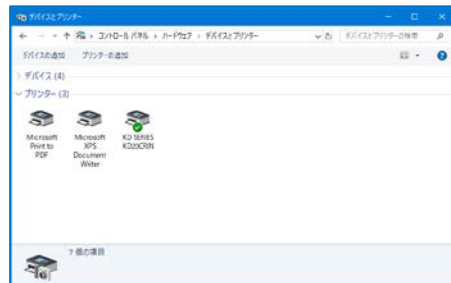 デバイスとプリンター
コントロール パネル › ハードウェア › デバイスとプリンター
デバイスとプリンターの検索
デバイスの追加 プリンターの追加
デバイス (4)
プリンター (3)
Microsoft
Print to
PDF
Microsoft
XPS
Document
Writer
KD SERIES
7 個の項目